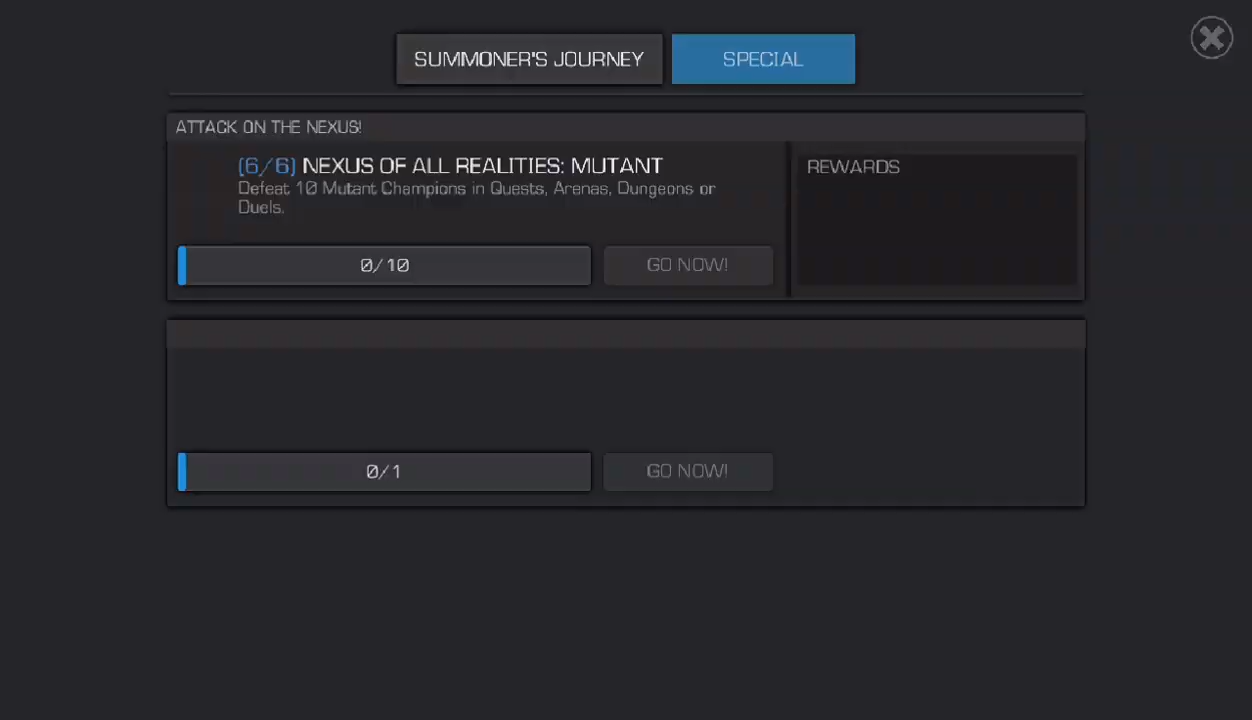 SUMMONER'S JOURNEY
SPECIAL
ATTACK ON THE NEXUS!
(6/6) NEXUS OF ALL REALITIES: MUTANT
Defeat 10 Mutant Champions in Quests, Arenas, Dungeons or
Duels.
0/10
GO NOW!
REWARDS
0/1
GO NOW!